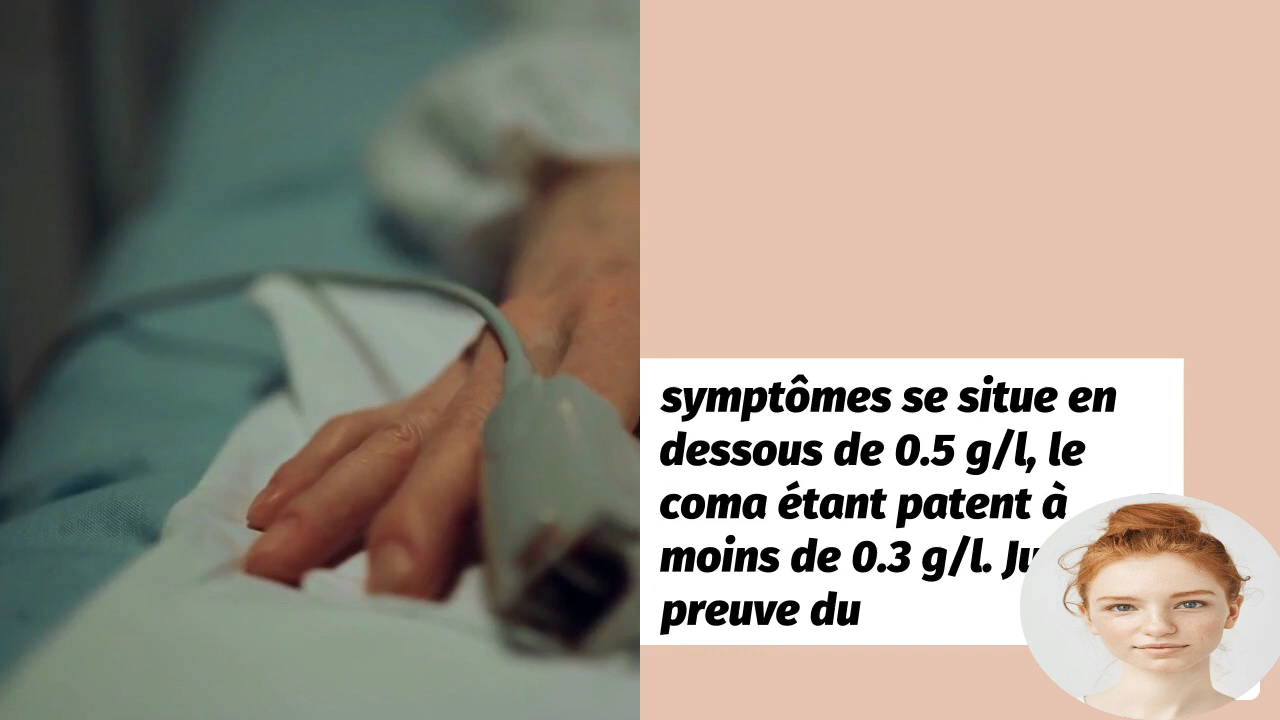 symptômes se situe en
dessous de 0.5 g/l, le
coma étant patent à
moins de 0.3 g/l.
preuve du